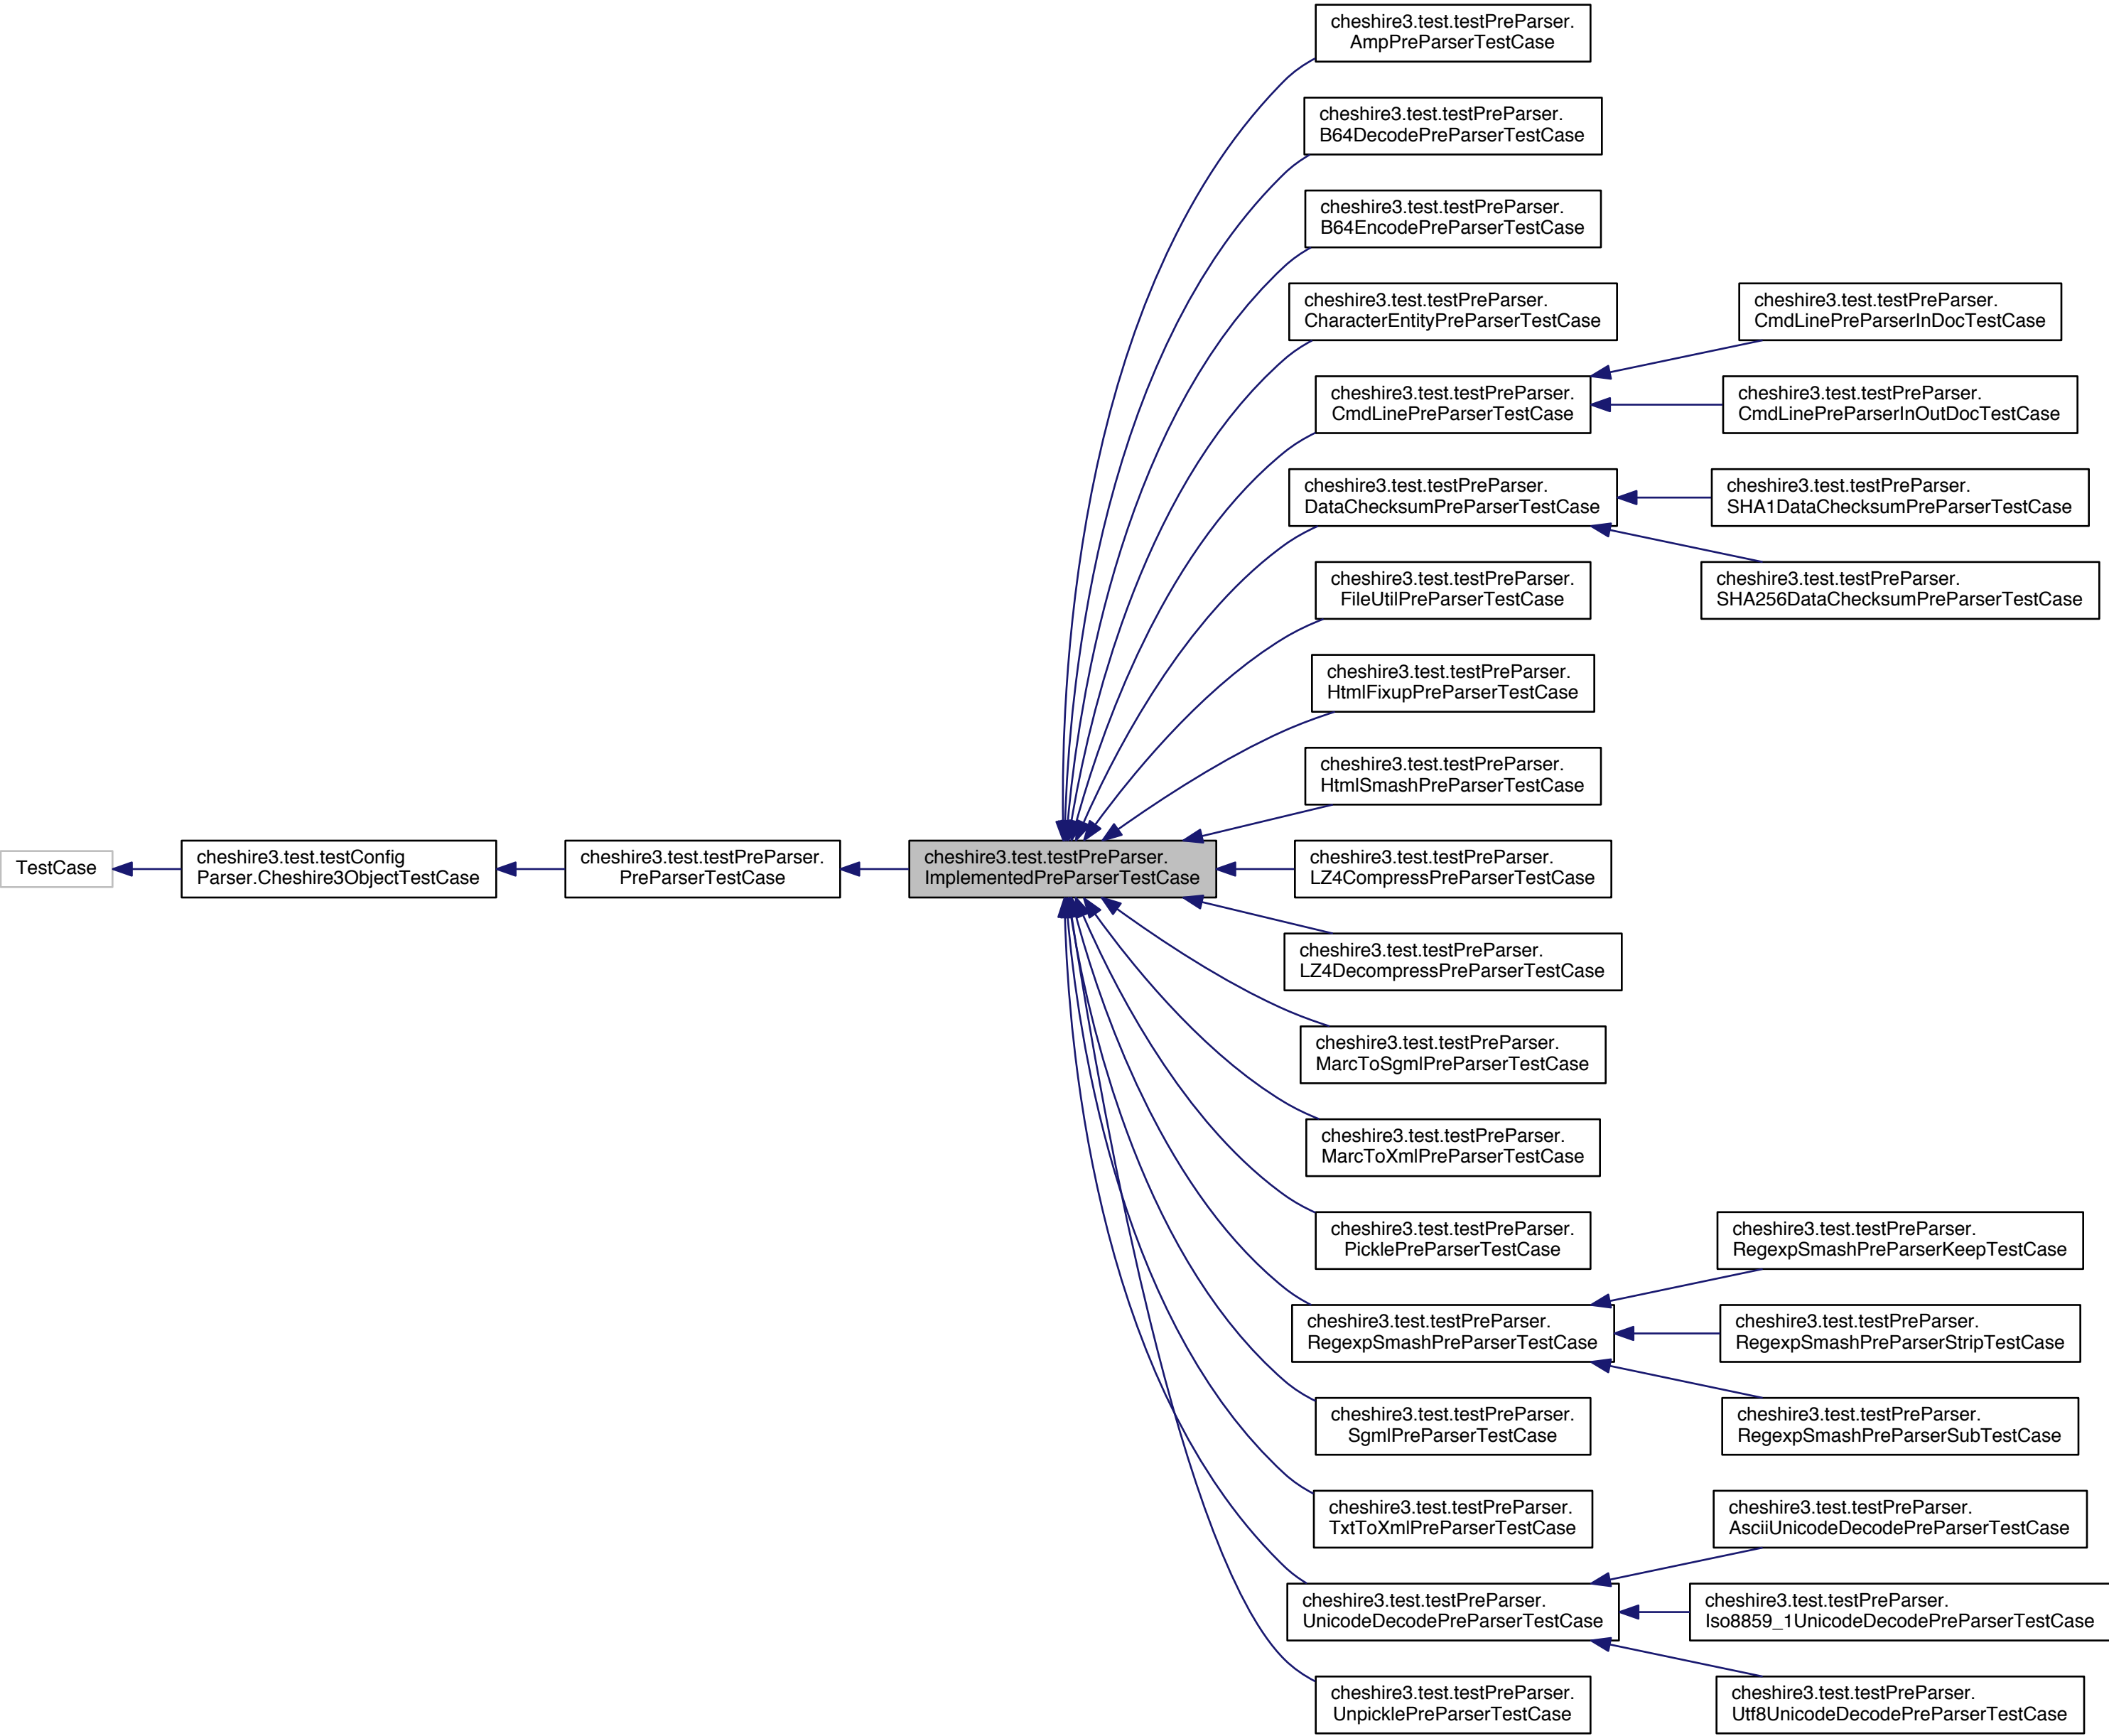 cheshire3.test.testPreParser.
AmpPreParserTestCase
cheshire3.test.testPreParser.
B64DecodePreParserTestCase
cheshire3.test.testPreParser.
B64EncodePreParserTestCase
cheshire3.test.testPreParser.
CharacterEntityPreParserTestCase
cheshire3.test.testPreParser.
CmdLinePreParserInDocTestCase
cheshire3.test.testPreParser.
CmdLinePreParserTestCase
cheshire3.test.testPreParser.
CmdLinePreParserInOutDocTestCase
cheshire3.test.testPreParser.
DataChecksumPreParserTestCase
cheshire3.test.testPreParser.
SHA1DataChecksumPreParserTestCase
cheshire3.test.testPreParser.
FileUtilPreParserTestCase
cheshire3.test.testPreParser.
SHA256DataChecksumPreParserTestCase
cheshire3.test.testPreParser.
HtmlFixupPreParserTestCase
cheshire3.test.testPreParser.
HtmlSmashPreParserTestCase
TestCase
cheshire3.test.testConfig
Parser.Cheshire3ObjectTestCase
cheshire3.test.testPreParser.
PreParserTestCase
cheshire3.test.testPreParser.
ImplementedPreParserTestCase
cheshire3.test.testPreParser.
LZ4CompressPreParserTestCase
cheshire3.test.testPreParser.
LZ4DecompressPreParserTestCase
cheshire3.test.testPreParser.
MarcToSgmlPreParserTestCase
cheshire3.test.testPreParser.
MarcToXmlPreParserTestCase
cheshire3.test.testPreParser.
PicklePreParserTestCase
cheshire3.test.testPreParser.
RegexpSmashPreParserKeepTestCase
cheshire3.test.testPreParser.
RegexpSmashPreParserTestCase
cheshire3.test.testPreParser.
RegexpSmashPreParserStripTestCase
cheshire3.test.testPreParser.
SgmlPreParserTestCase
cheshire3.test.testPreParser.
RegexpSmashPreParserSubTestCase
cheshire3.test.testPreParser.
TxtToXmlPreParserTestCase
cheshire3.test.testPreParser.
AsciiUnicodeDecodePreParserTestCase
cheshire3.test.testPreParser.
UnicodeDecodePreParserTestCase
cheshire3.test.testPreParser.
Iso8859_1UnicodeDecodePreParserTestCase
cheshire3.test.testPreParser.
UnpicklePreParserTestCase
cheshire3.test.testPreParser.
Utf8UnicodeDecodePreParserTestCase